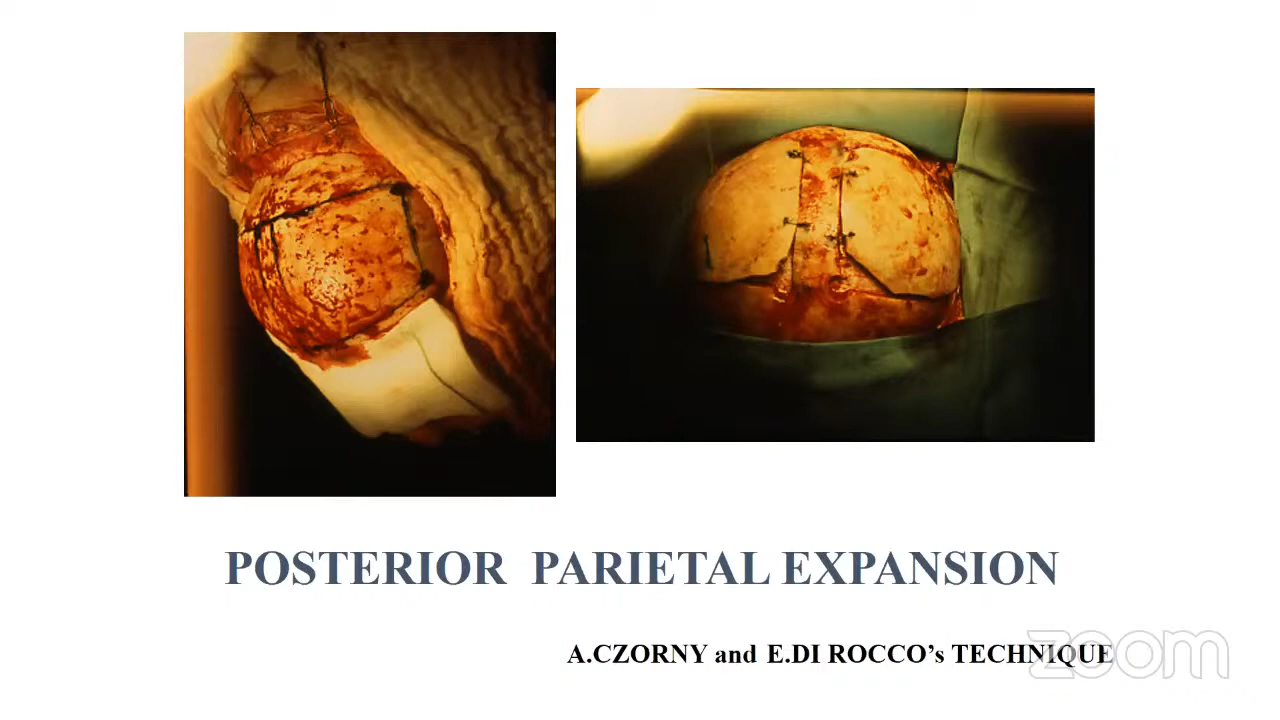 POSTERIOR PARIETAL EXPANSION
A.CZORNY and E.DI ROCCO’s TECHNIQUE
zoom